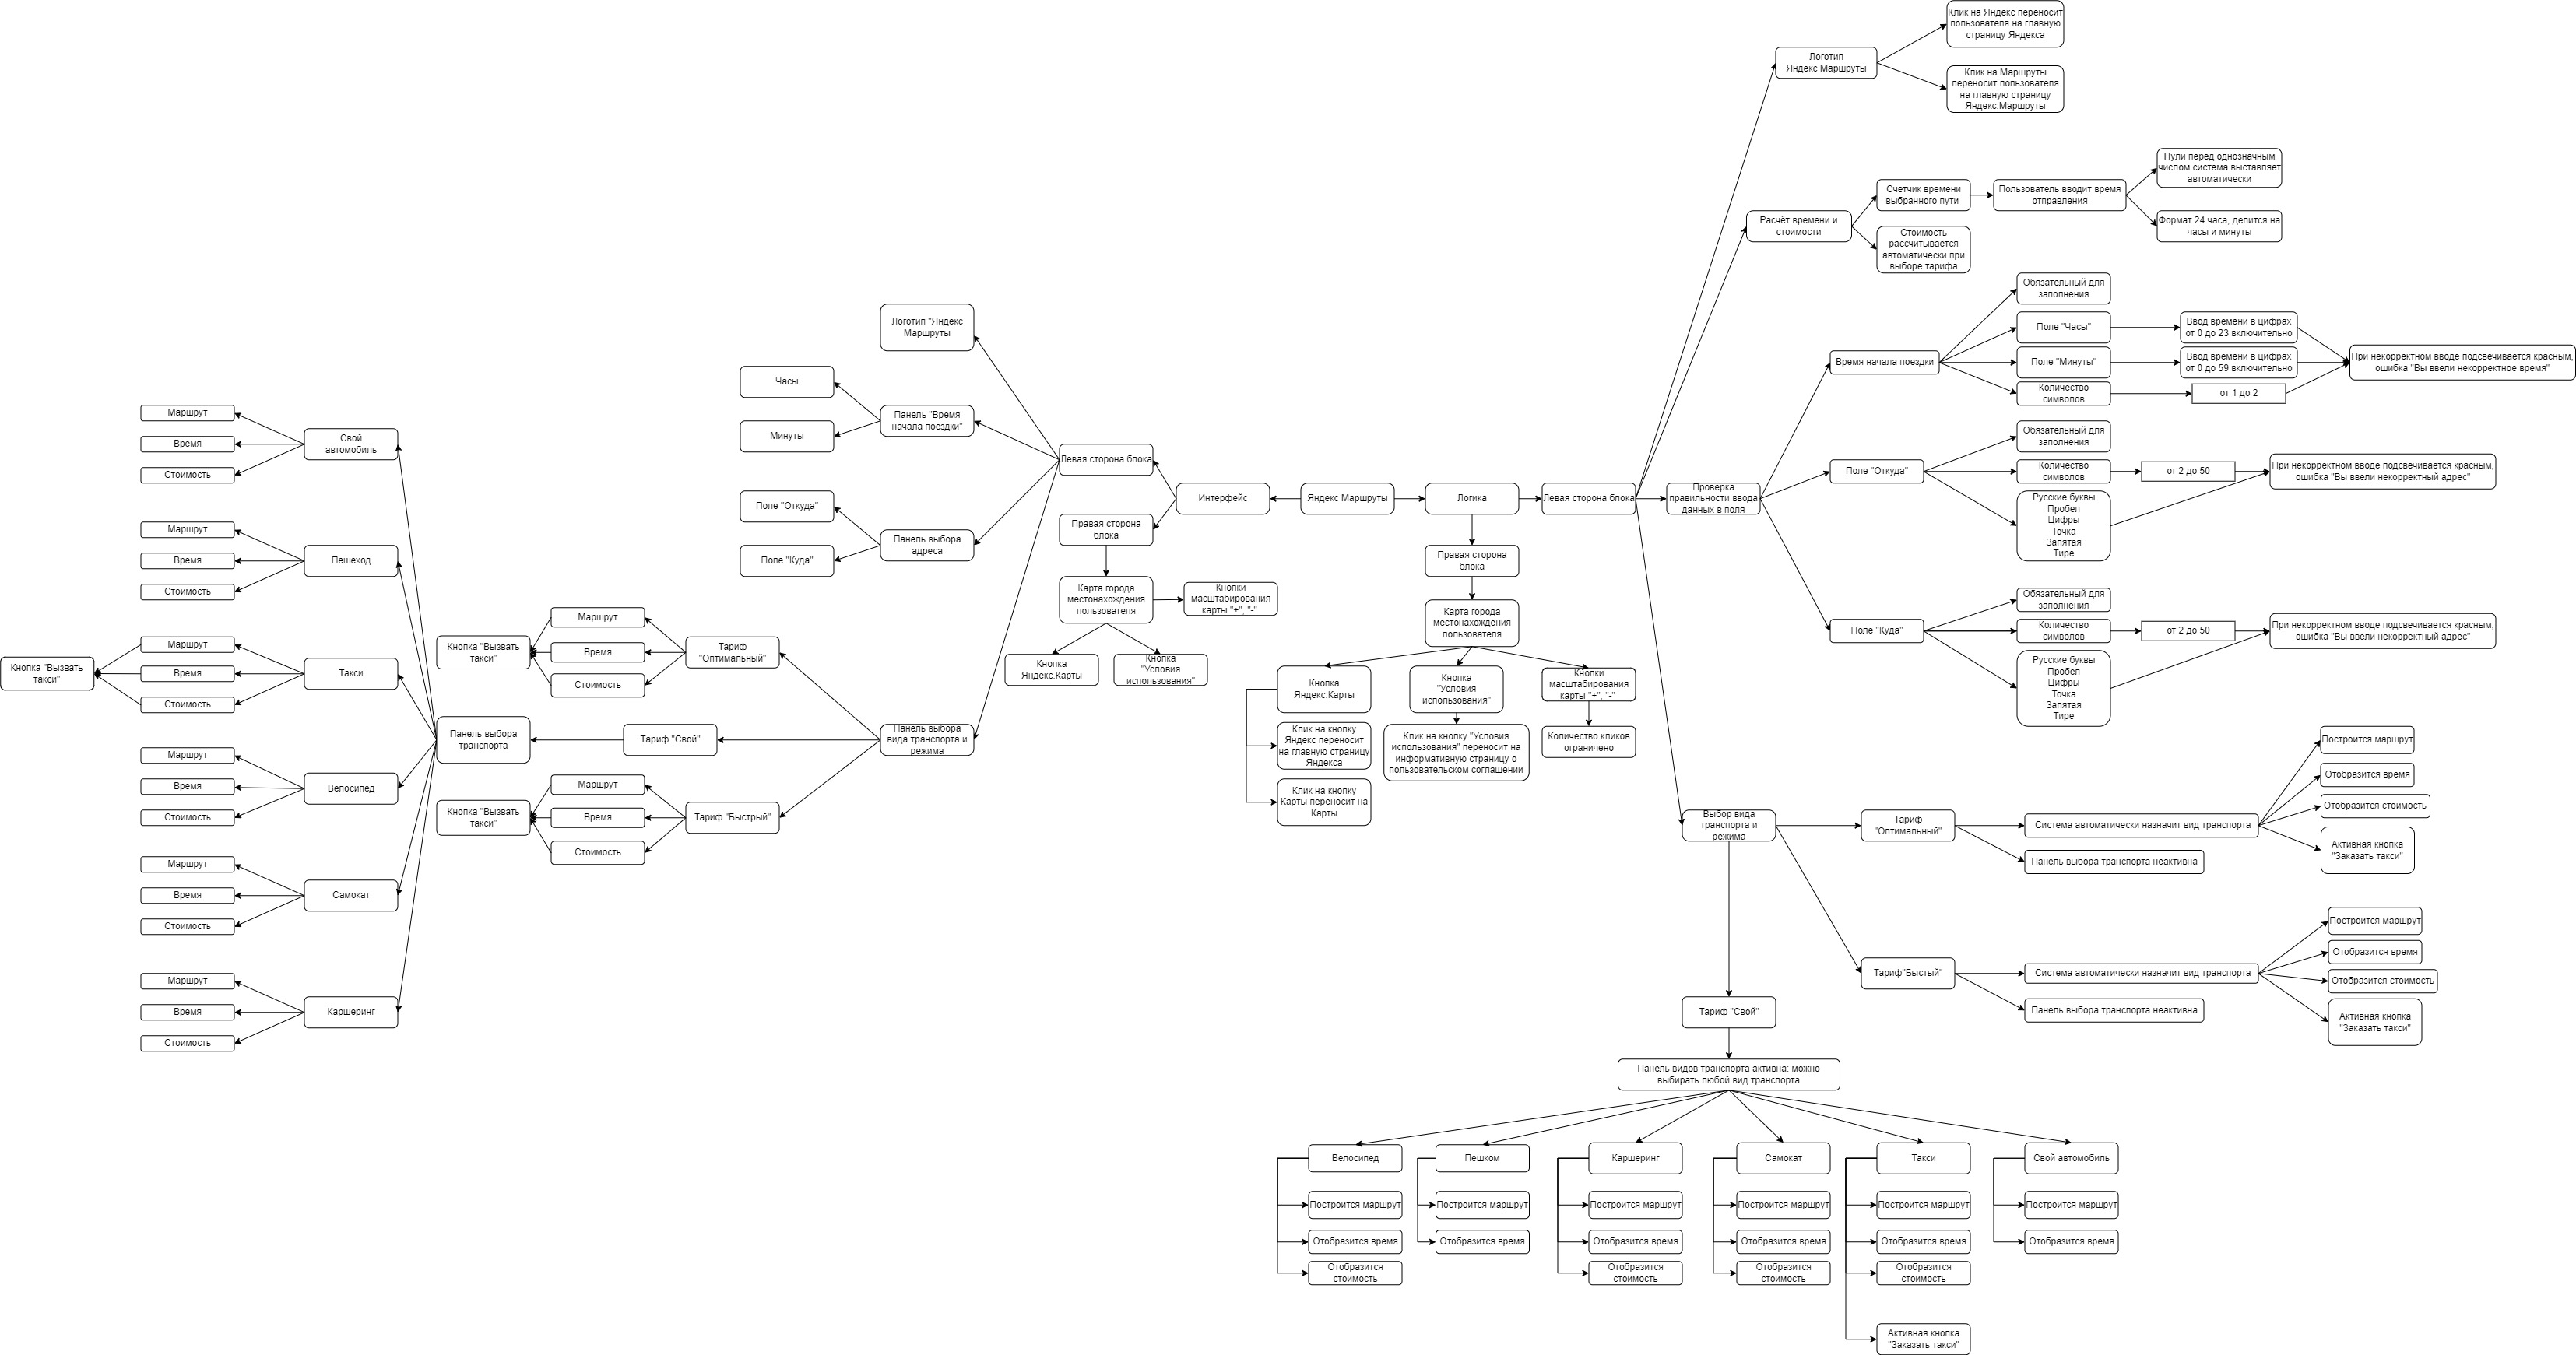 Яндекс Маршруты
Интерфейс
Левая сторона блока
Логотип "Яндекс
Маршруты
Панель "Время
начала поездки"
Часы
Минуты
Панель выбора
адреса
Поле "Откуда"
Поле "Куда"
Панель выбора
вида транспорта и
режима
Тариф
"Оптимальный"
Маршрут
Время
Стоимость
Кнопка "Вызвать
такси"
Тариф "Свой"
Панель выбора
транспорта
Свой
автомобиль
Маршрут
Время
Стоимость
Пешеход
Маршрут
Время
Стоимость
Такси
Маршрут
Время
Стоимость
Кнопка "Вызвать
такси"
Велосипед
Маршрут
Время
Стоимость
Самокат
Маршрут
Время
Стоимость
Каршеринг
Маршрут
Время
Стоимость
Тариф "Быстрый"
Маршрут
Время
Стоимость
Кнопка "Вызвать
такси"
Правая сторона
блока
Карта города
местонахождения
пользователя
Кнопки
масштабирования
карты "+", "-"
Кнопка
Яндекс.Карты
Кнопка
"Условия
использования"
Логика
Правая сторона
блока
Карта города
местонахождения
пользователя
Кнопка
Яндекс.Карты
Клик на кнопку
Яндекс переносит
на главную страницу
Яндекса
Клик на кнопку
Карты переносит на
Карты
Кнопка
"Условия
использования"
Клик на кнопку "Условия
использования" переносит на
информативную страницу о
пользовательском соглашении
Кнопки
масштабирования
карты "+", "-"
Количество кликов
ограничено
Левая сторона блока
Логотип
Яндекс Маршруты
Клик на Яндекс переносит
пользователя на главную
страницу Яндекса
Клик на Маршруты
переносит пользователя
на главную страницу
Яндекс.Маршруты
Расчёт времени и
стоимости
Счетчик времени
выбранного пути
Пользователь вводит время
отправления
Нули перед однозначным
числом система выставляет
автоматически
Формат 24 часа, делится на
часы и минуты
Стоимость
рассчитывается
автоматически при
выборе тарифа
Проверка
правильности ввода
данных в поля
Время начала поездки
Обязательный для
заполнения
Поле "Часы"
Ввод времени в цифрах
от 0 до 23 включительно
Поле "Минуты"
Ввод времени в цифрах
от 0 до 59 включительно
Количество
символов
от 1 до 2
При некорректном вводе подсвечивается красным,
ошибка "Вы ввели некорректное время"
Поле "Откуда"
Обязательный для
заполнения
Количество
символов
от 2 до 50
Русские буквы
Пробел
Цифры
Точка
Запятая
Тире
При некорректном вводе подсвечивается красным,
ошибка "Вы ввели некорректный адрес"
Поле "Куда"
Обязательный для
заполнения
Количество
символов
от 2 до 50
Русские буквы
Пробел
Цифры
Точка
Запятая
Тире
При некорректном вводе подсвечивается красным,
ошибка "Вы ввели некорректный адрес"
Выбор вида
транспорта и
режима
Тариф
"Оптимальный"
Система автоматически назначит вид транспорта
Построится маршрут
Отобразится время
Отобразится стоимость
Активная кнопка
"Заказать такси"
Панель выбора транспорта неактивна
Тариф"Быстый"
Система автоматически назначит вид транспорта
Построится маршрут
Отобразится время
Отобразится стоимость
Активная кнопка
"Заказать такси"
Панель выбора транспорта неактивна
Тариф "Свой"
Панель видов транспорта активна: можно
выбирать любой вид транспорта
Велосипед
Построится маршрут
Отобразится время
Отобразится
стоимость
Пешком
Построится маршрут
Отобразится время
Каршеринг
Построится маршрут
Отобразится время
Отобразится
стоимость
Самокат
Построится маршрут
Отобразится время
Отобразится
стоимость
Такси
Построится маршрут
Отобразится время
Отобразится
стоимость
Активная кнопка
"Заказать такси"
Свой автомобиль
Построится маршрут
Отобразится время